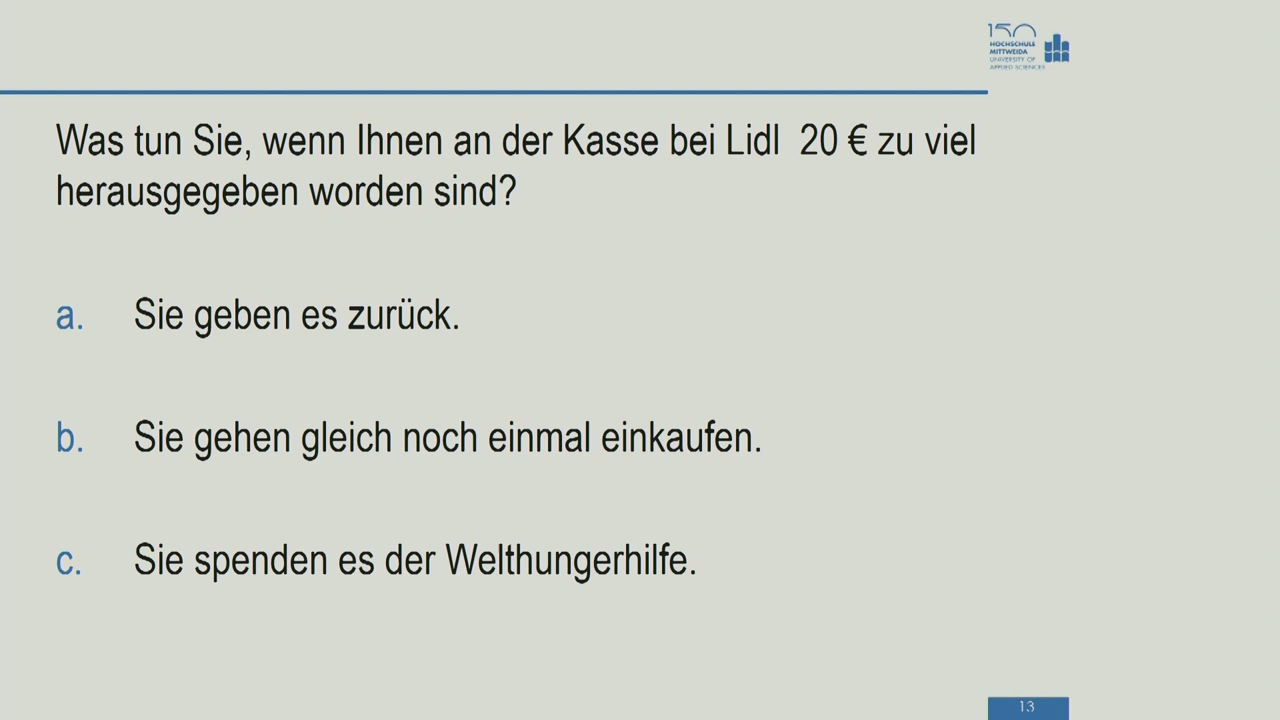 150
HOCHSCHULE
MITTWEIDA
UNIVERSITY OF
APPLIED SCIENCES
Was tun Sie, wenn Ihnen an der Kasse bei Lidl 20 € zu viel
herausgegeben worden sind?
a. Sie geben es zurück.
b. Sie gehen gleich noch einmal einkaufen.
c. Sie spenden es der Welthungerhilfe.
13